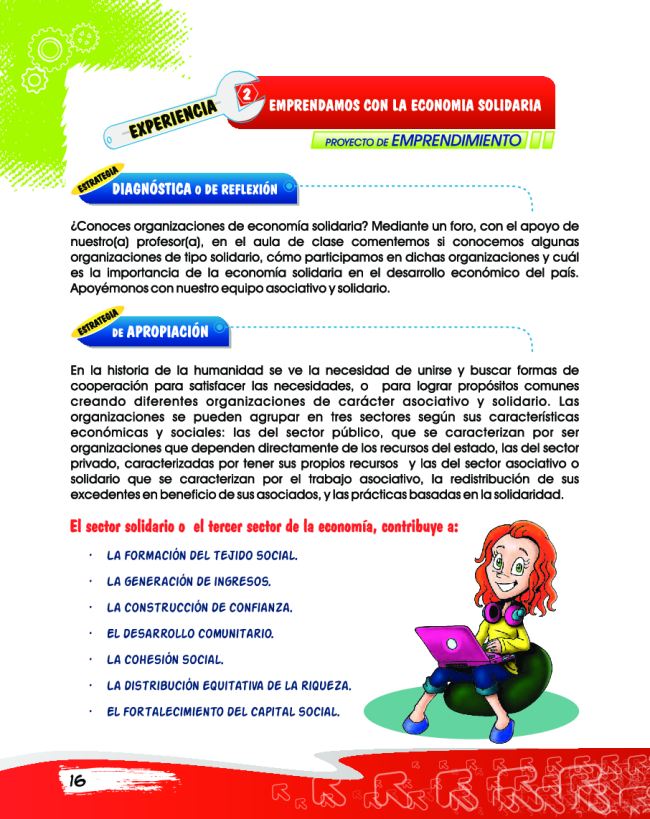 EXPERIENCIA
2
EMPRENDAMOS CON LA ECONOMIA SOLIDARIA
PROYECTO DE EMPRENDIMIENTO
ESTRATEGIA
DIAGNÓSTICA O DE REFLEXIÓN
¿Conoces organizaciones de economía solidaria? Mediante un foro, con el apoyo de
nuestro(a) profesor(a), en el aula de clase comentemos si conocemos algunas
organizaciones de tipo solidario, cómo participamos en dichas organizaciones y cuál
es la importancia de la economía solidaria en el desarrollo económico del país.
Apoyémonos con nuestro equipo asociativo y solidario.
ESTRATEGIA
DE APROPIACIÓN
En la historia de la humanidad se ve la necesidad de unirse y buscar formas de
cooperación para satisfacer las necesidades, o para lograr propósitos comunes
creando diferentes organizaciones de carácter asociativo y solidario. Las
organizaciones se pueden agrupar en tres sectores según sus características
económicas y sociales: las del sector público, que se caracterizan por ser
organizaciones que dependen directamente de los recursos del estado, las del sector
privado, caracterizadas por tener sus propios recursos y las del sector asociativo o
solidario que se caracterizan por el trabajo asociativo, la redistribución de sus
excedentes en beneficio de sus asociados, y las prácticas basadas en la solidaridad.
El sector solidario o el tercer sector de la economía, contribuye a:
· LA FORMACIÓN DEL TEJIDO SOCIAL.
· LA GENERACIÓN DE INGRESOS.
· LA CONSTRUCCIÓN DE CONFIANZA.
· EL DESARROLLO COMUNITARIO.
· LA COHESIÓN SOCIAL.
· LA DISTRIBUCIÓN EQUITATIVA DE LA RIQUEZA.
· EL FORTALECIMIENTO DEL CAPITAL SOCIAL.
16